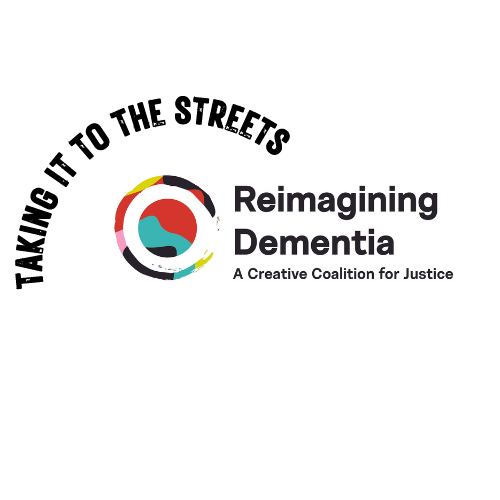 TAKING IT TO THE STREETS
Reimagining
Dementia
A Creative Coalition for Justice